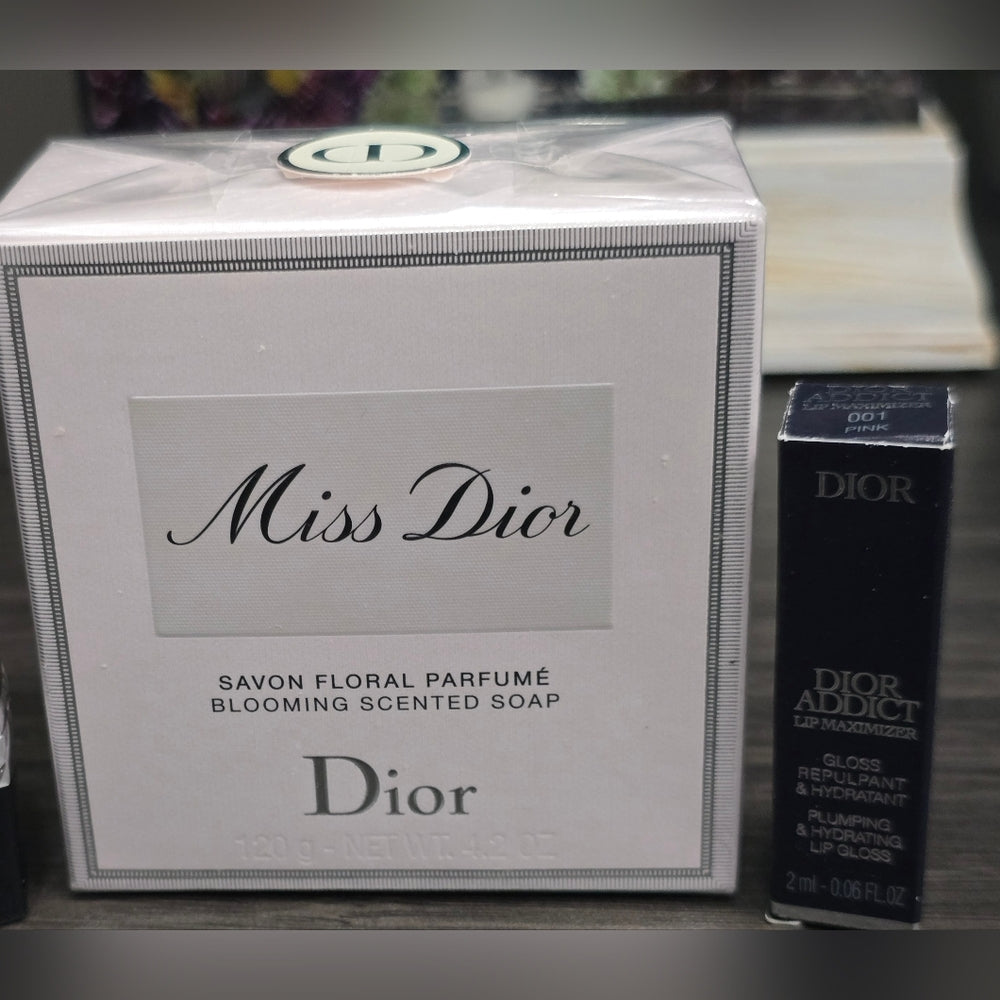 Miss Dior
SAVON FLORAL PARFUMÉ
BLOOMING SCENTED SOAP
Dior
120 g - NET WT. 4.2 OZ
DIOR
ADDICT
LIP MAXIMIZER
001
PINK
DIOR
DIOR
ADDICT
LIP MAXIMIZER
GLOSS
REPULPANT
& HYDRATANT
PLUMPING
& HYDRATING
LIP GLOSS
2 ml - 0.06 FL.OZ